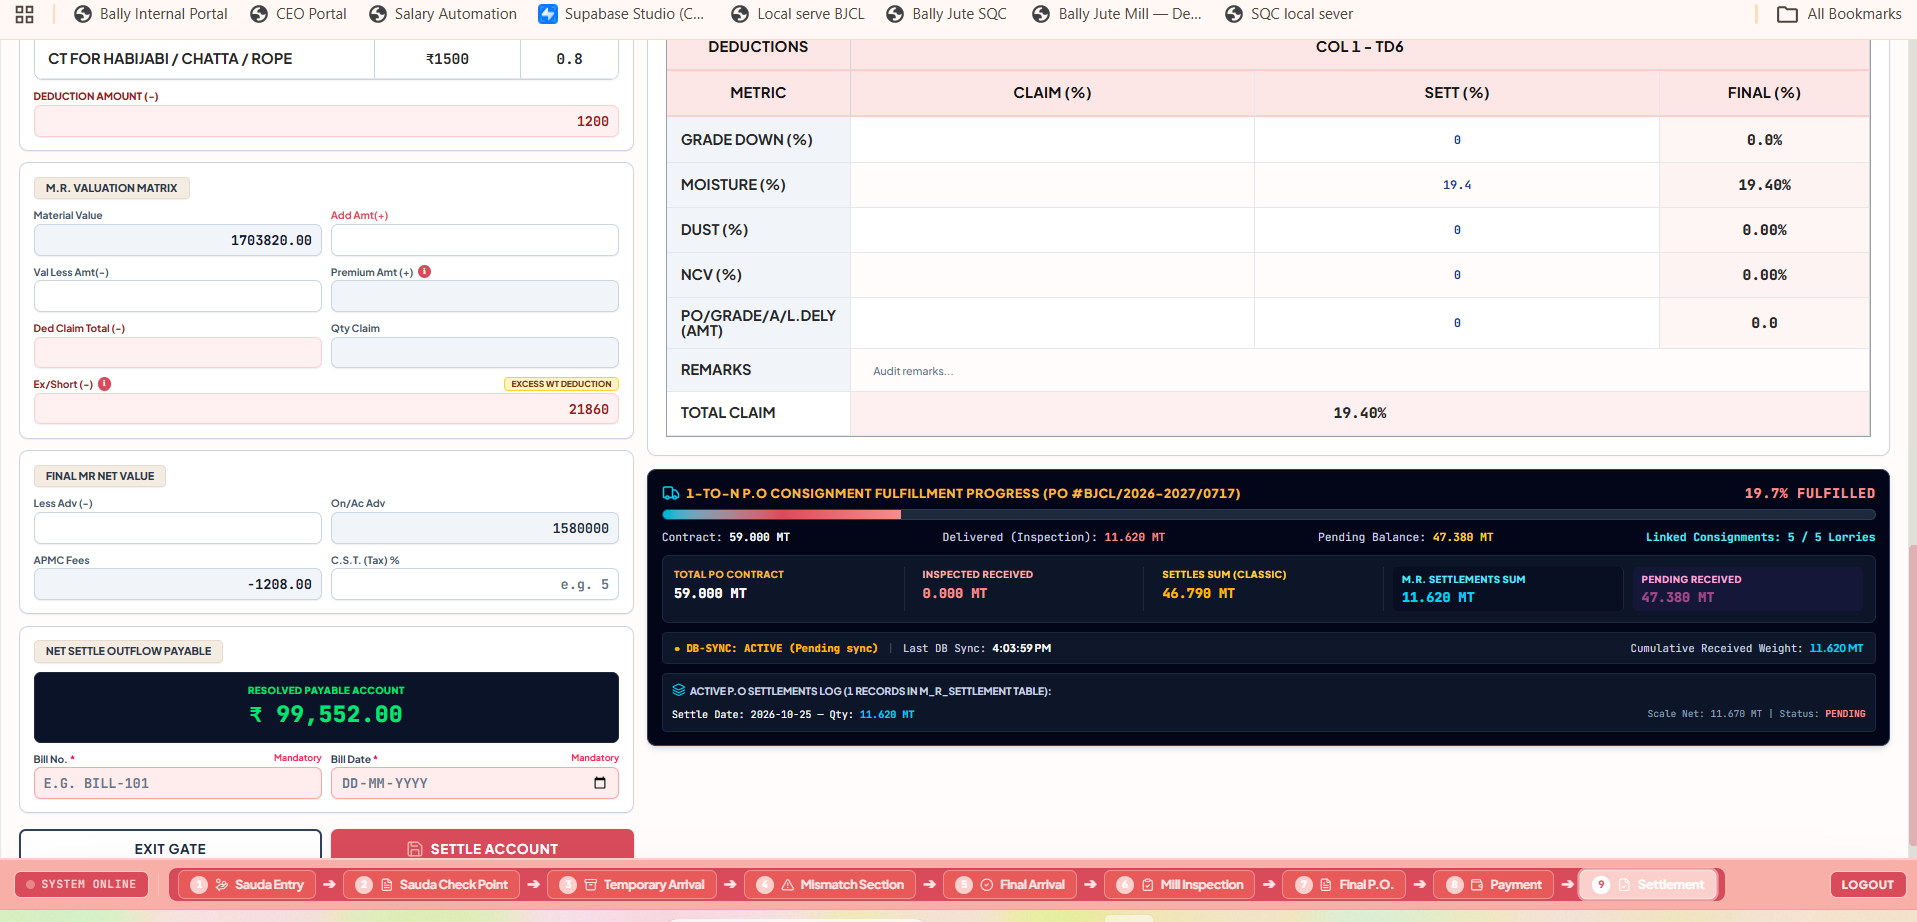 Bally Internal Portal CEO Portal Salary Automation Supabase Studio (C... Local serve BJCL Bally Jute SQC Bally Jute Mill — De... SQC local sever All Bookmarks
CT FOR HABIJABI / CHATTA / ROPE ₹1500 0.8
DEDUCTION AMOUNT (-)
1200
M.R. VALUATION MATRIX
Material Value Add Amt(+)
1703820.00
Val Less Amt(-) Premium Amt (+)
Ded Claim Total (-) Qty Claim
Ex/Short (-) EXCESS WT DEDUCTION
21860
FINAL MR NET VALUE
Less Adv (-) On/Ac Adv
1580000
APMC Fees C.S.T. (Tax) %
-1208.00 e.g. 5
NET SETTLE OUTFLOW PAYABLE
RESOLVED PAYABLE ACCOUNT
₹ 99,552.00
Bill No. * Mandatory Bill Date * Mandatory
E.G. BILL-101 DD-MM-YYYY
EXIT GATE SETTLE ACCOUNT
DEDUCTIONS COL 1 - TD6
METRIC CLAIM (%) SETT (%) FINAL (%)
GRADE DOWN (%) 0 0.0%
MOISTURE (%) 19.4 19.40%
DUST (%) 0 0.00%
NCV (%) 0 0.00%
PO/GRADE/A/L.DELY
(AMT) 0 0.0
REMARKS Audit remarks...
TOTAL CLAIM 19.40%
1-TO-N P.O CONSIGNMENT FULFILLMENT PROGRESS (PO #BJCL/2026-2027/0717) 19.7% FULFILLED
Contract: 59.000 MT Delivered (Inspection): 11.620 MT Pending Balance: 47.380 MT Linked Consignments: 5 / 5 Lorries
TOTAL PO CONTRACT INSPECTED RECEIVED SETTLES SUM (CLASSIC) M.R. SETTLEMENTS SUM PENDING RECEIVED
59.000 MT 0.000 MT 46.790 MT 11.620 MT 47.380 MT
● DB-SYNC: ACTIVE (Pending sync) | Last DB Sync: 4:03:59 PM Cumulative Received Weight: 11.620 MT
ACTIVE P.O SETTLEMENTS LOG (1 RECORDS IN M_R_SETTLEMENT TABLE):
Settle Date: 2026-10-25 — Qty: 11.620 MT Scale Net: 11.670 MT | Status: PENDING
SYSTEM ONLINE 1 Sauda Entry ➔ 2 Sauda Check Point ➔ 3 Temporary Arrival ➔ 4 Mismatch Section ➔ 5 Final Arrival ➔ 6 Mill Inspection ➔ 7 Final P.O. ➔ 8 Payment ➔ 9 Settlement LOGOUT